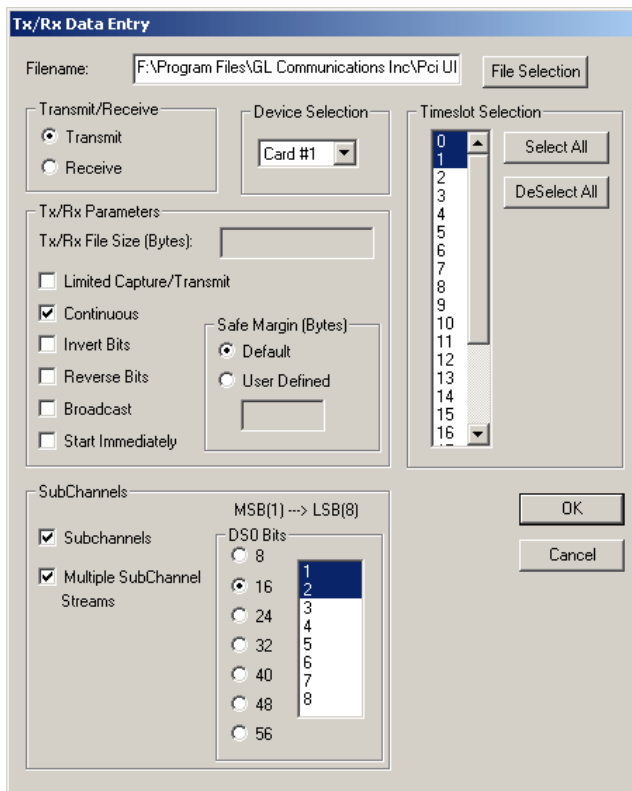 Tx/Rx Data Entry
Filename:
F:\Program Files\GL Communications Inc\Pci UI
File Selection
Transmit/Receive
Transmit
Receive
Device Selection
Card #1
Timeslot Selection
0
1
2
3
4
5
6
7
8
9
10
11
12
13
14
15
16
Select All
DeSelect All
Tx/Rx Parameters
Tx/Rx File Size (Bytes):
Limited Capture/Transmit
Continuous
Invert Bits
Reverse Bits
Broadcast
Start Immediately
Safe Margin (Bytes)
Default
User Defined
SubChannels
Subchannels
Multiple SubChannel
Streams
MSB(1) ---> LSB(8)
DS0 Bits
8
16
24
32
40
48
56
1
2
3
4
5
6
7
8
OK
Cancel